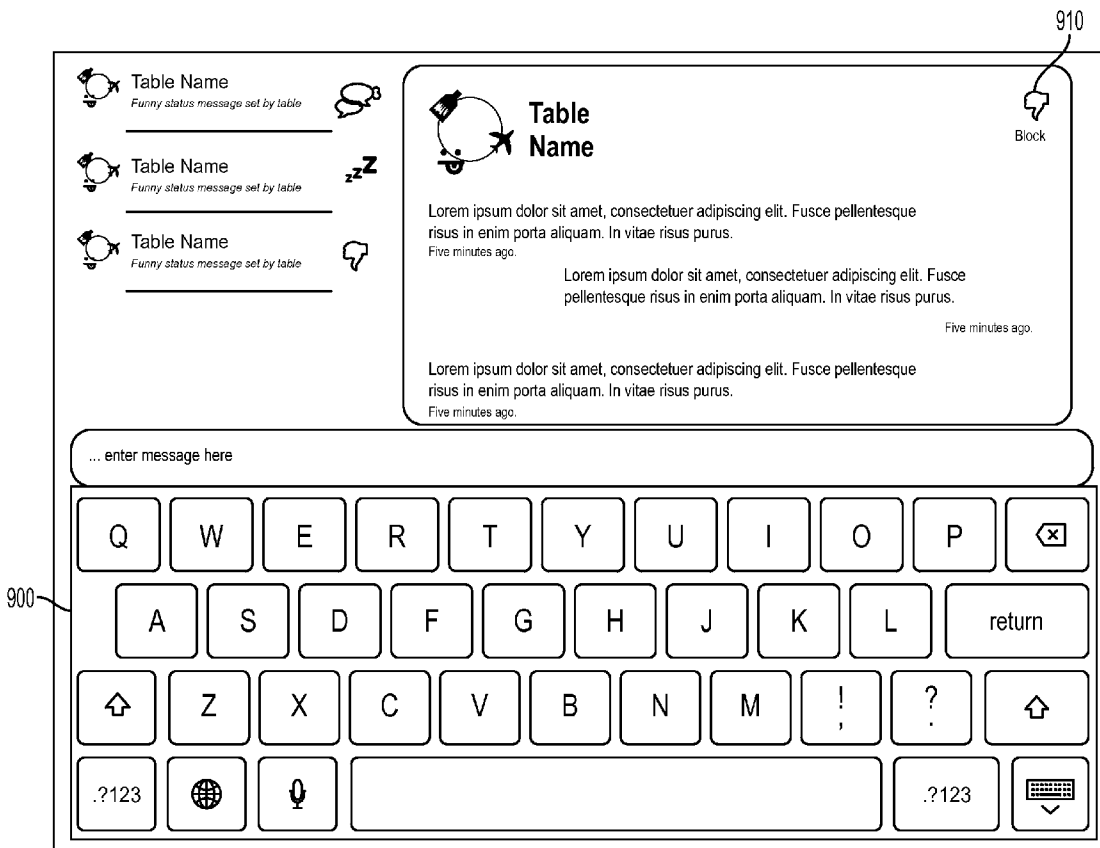 910
Table Name
Funny status message set by table
Table Name
Funny status message set by table
zzZ
Table Name
Funny status message set by table
Table
Name
Block
Lorem ipsum dolor sit amet, consectetuer adipiscing elit. Fusce pellentesque
risus in enim porta aliquam. In vitae risus purus.
Five minutes ago.
Lorem ipsum dolor sit amet, consectetuer adipiscing elit. Fusce
pellentesque risus in enim porta aliquam. In vitae risus purus.
Five minutes ago.
Lorem ipsum dolor sit amet, consectetuer adipiscing elit. Fusce pellentesque
risus in enim porta aliquam. In vitae risus purus.
Five minutes ago.
... enter message here
Q W E R T Y U I O P
900
A S D F G H J K L return
Z X C V B N M ! , ? .
.?123 .?123